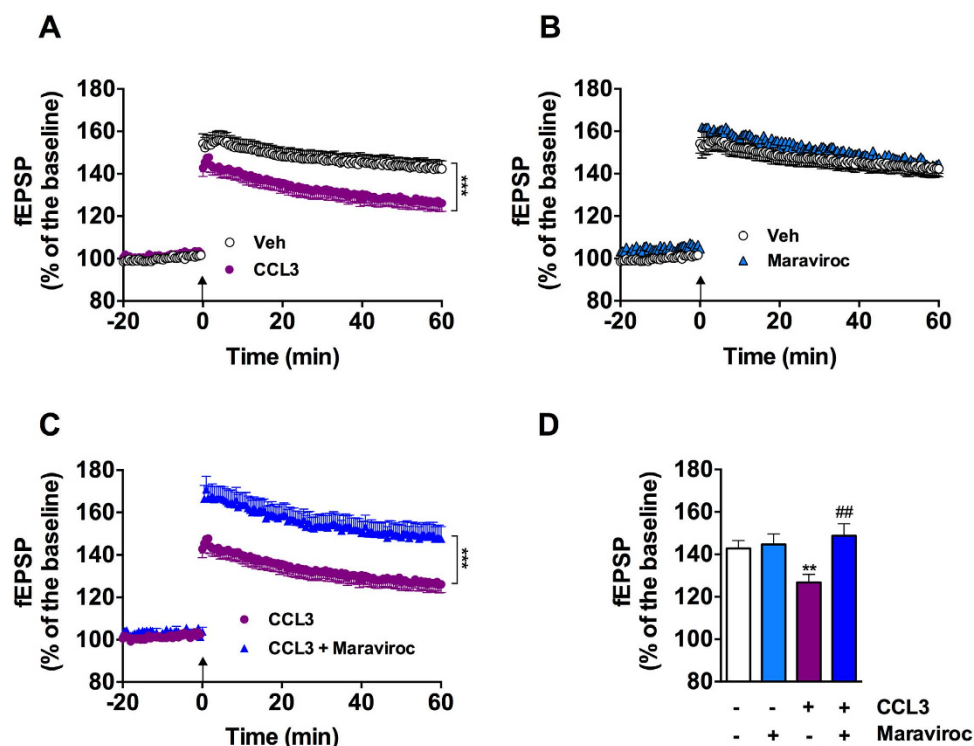 A
fEPSP
(% of the baseline)
180
160
140
120
100
80
Veh
CCL3
***
-20
0
20
40
60
Time (min)
B
fEPSP
(% of the baseline)
180
160
140
120
100
80
Veh
Maraviroc
-20
0
20
40
60
Time (min)
C
fEPSP
(% of the baseline)
180
160
140
120
100
80
CCL3
CCL3 + Maraviroc
***
-20
0
20
40
60
Time (min)
D
fEPSP
(% of the baseline)
180
160
140
120
100
80
**
##
- - + + CCL3
- + - + Maraviroc